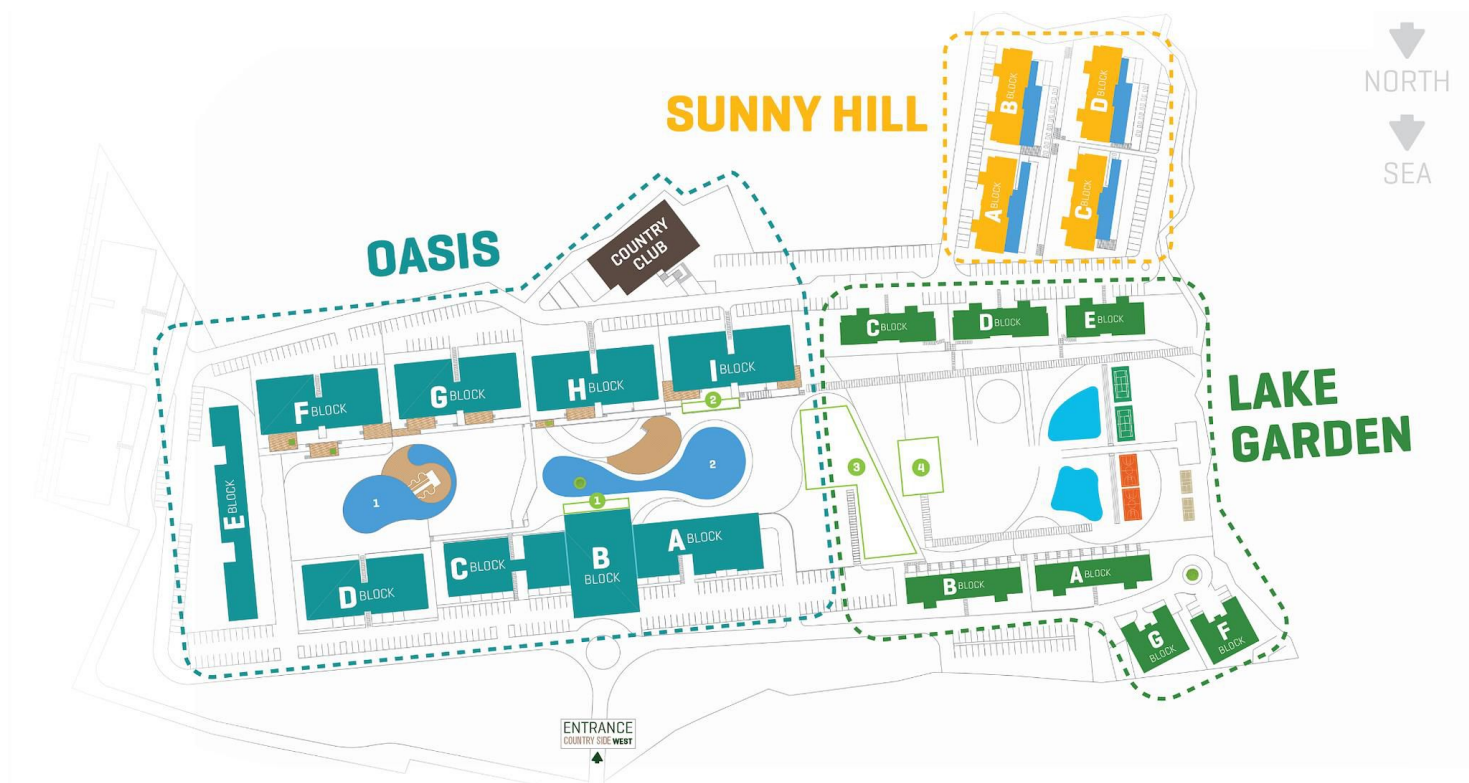 NORTH
SEA
SUNNY HILL
B BLOCK
D BLOCK
A BLOCK
C BLOCK
OASIS
COUNTRY
CLUB
F BLOCK
G BLOCK
H BLOCK
I BLOCK
2
E BLOCK
1
2
1
D BLOCK
C BLOCK
B
BLOCK
A BLOCK
C BLOCK
D BLOCK
E BLOCK
LAKE
GARDEN
3
4
B BLOCK
A BLOCK
G
BLOCK
F
BLOCK
ENTRANCE
COUNTRY SIDE WEST